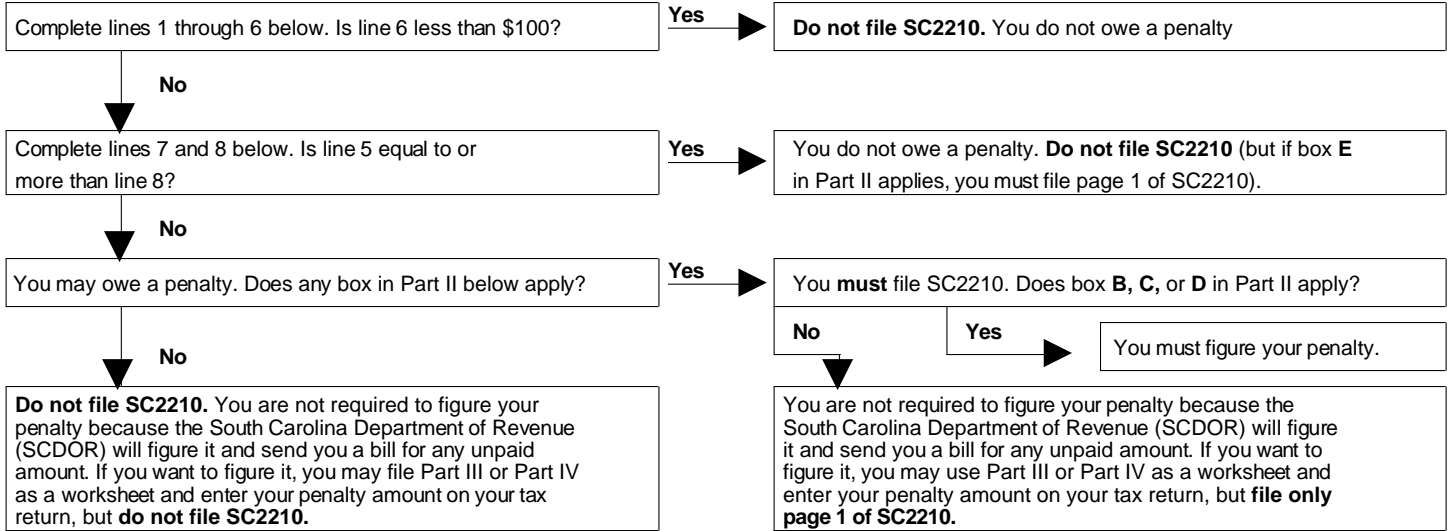 Complete lines 1 through 6 below. Is line 6 less than $100?
Yes
Do not file SC2210. You do not owe a penalty
No
Complete lines 7 and 8 below. Is line 5 equal to or
more than line 8?
Yes
You do not owe a penalty. Do not file SC2210 (but if box E
in Part II applies, you must file page 1 of SC2210).
No
You may owe a penalty. Does any box in Part II below apply?
Yes
You must file SC2210. Does box B, C, or D in Part II apply?
No
Yes
You must figure your penalty.
No
Do not file SC2210. You are not required to figure your
penalty because the South Carolina Department of Revenue
(SCDOR) will figure it and send you a bill for any unpaid
amount. If you want to figure it, you may file Part III or Part IV
as a worksheet and enter your penalty amount on your tax
return, but do not file SC2210.
You are not required to figure your penalty because the
South Carolina Department of Revenue (SCDOR) will figure
it and send you a bill for any unpaid amount. If you want to
figure it, you may use Part III or Part IV as a worksheet and
enter your penalty amount on your tax return, but file only
page 1 of SC2210.